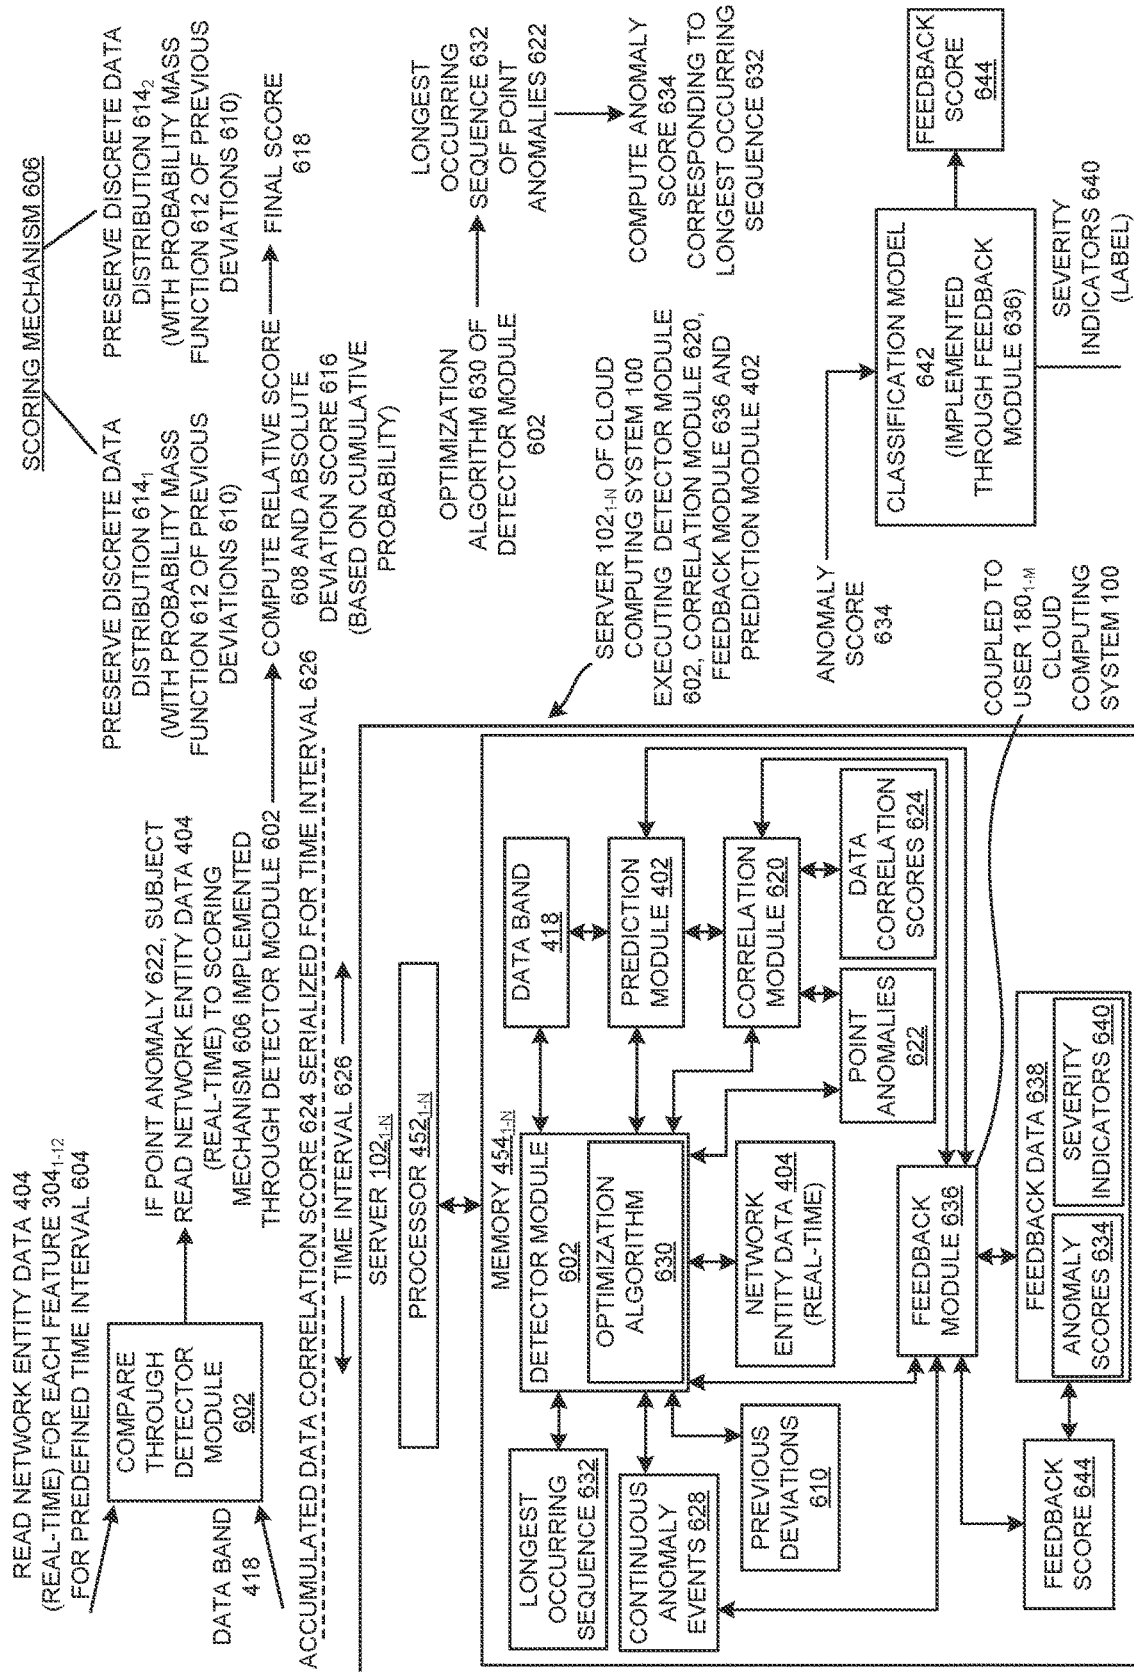 READ NETWORK ENTITY DATA 404
(REAL-TIME) FOR EACH FEATURE 304₁₋₁₂
FOR PREDEFINED TIME INTERVAL 604
COMPARE
THROUGH
DETECTOR
MODULE
602
DATA BAND
418
IF POINT ANOMALY 622, SUBJECT
READ NETWORK ENTITY DATA 404
(REAL-TIME) TO SCORING
MECHANISM 606 IMPLEMENTED
THROUGH DETECTOR MODULE 602
SCORING MECHANISM 606
PRESERVE DISCRETE DATA
DISTRIBUTION 614₁
(WITH PROBABILITY MASS
FUNCTION 612 OF PREVIOUS
DEVIATIONS 610)
PRESERVE DISCRETE DATA
DISTRIBUTION 614₂
(WITH PROBABILITY MASS
FUNCTION 612 OF PREVIOUS
DEVIATIONS 610)
COMPUTE RELATIVE SCORE
608 AND ABSOLUTE
DEVIATION SCORE 616
(BASED ON CUMULATIVE
PROBABILITY)
FINAL SCORE
618
ACCUMULATED DATA CORRELATION SCORE 624 SERIALIZED FOR TIME INTERVAL 626
TIME INTERVAL 626
OPTIMIZATION
ALGORITHM 630 OF
DETECTOR MODULE
602
LONGEST
OCCURRING
SEQUENCE 632
OF POINT
ANOMALIES 622
COMPUTE ANOMALY
SCORE 634
CORRESPONDING TO
LONGEST OCCURRING
SEQUENCE 632
SERVER 102₁₋N
PROCESSOR 452₁₋N
MEMORY 454₁₋N
DETECTOR MODULE
602
OPTIMIZATION
ALGORITHM
630
DATA BAND
418
PREDICTION
MODULE 402
CORRELATION
MODULE 620
POINT
ANOMALIES
622
DATA
CORRELATION
SCORES 624
NETWORK
ENTITY DATA 404
(REAL-TIME)
LONGEST
OCCURRING
SEQUENCE 632
CONTINUOUS
ANOMALY
EVENTS 628
PREVIOUS
DEVIATIONS
610
FEEDBACK
MODULE 636
FEEDBACK DATA 638
ANOMALY
SCORES 634
SEVERITY
INDICATORS 640
FEEDBACK
SCORE 644
SERVER 102₁₋N OF CLOUD
COMPUTING SYSTEM 100
EXECUTING DETECTOR MODULE
602, CORRELATION MODULE 620,
FEEDBACK MODULE 636 AND
PREDICTION MODULE 402
ANOMALY
SCORE
634
CLASSIFICATION MODEL
642
(IMPLEMENTED
THROUGH FEEDBACK
MODULE 636)
FEEDBACK
SCORE
644
SEVERITY
INDICATORS 640
(LABEL)
COUPLED TO
USER 180₁₋M
CLOUD
COMPUTING
SYSTEM 100